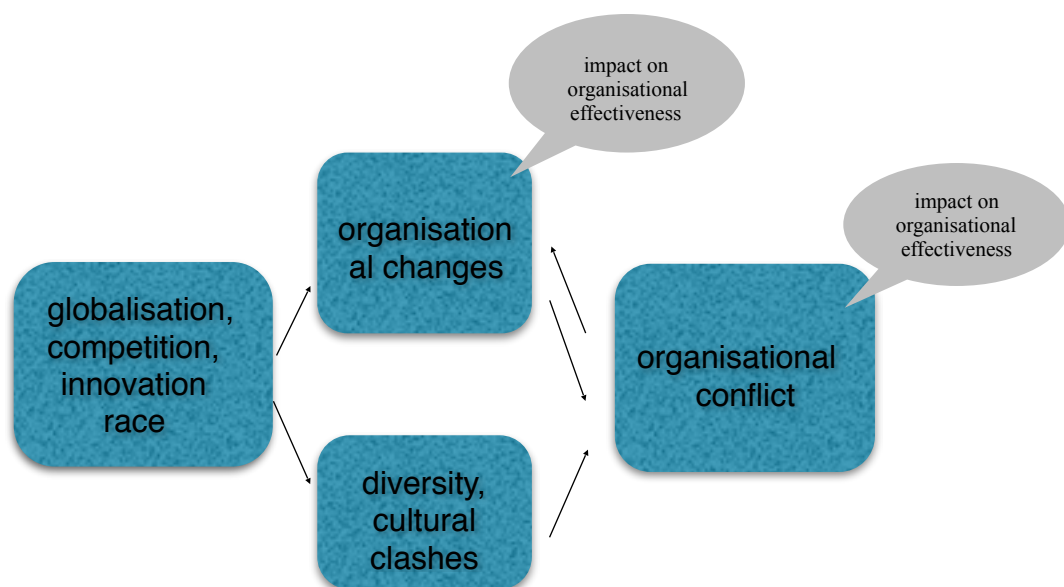 impact on
organisational
effectiveness
impact on
organisational
effectiveness
organisation
al changes
globalisation,
competition,
innovation
race
organisational
conflict
diversity,
cultural
clashes